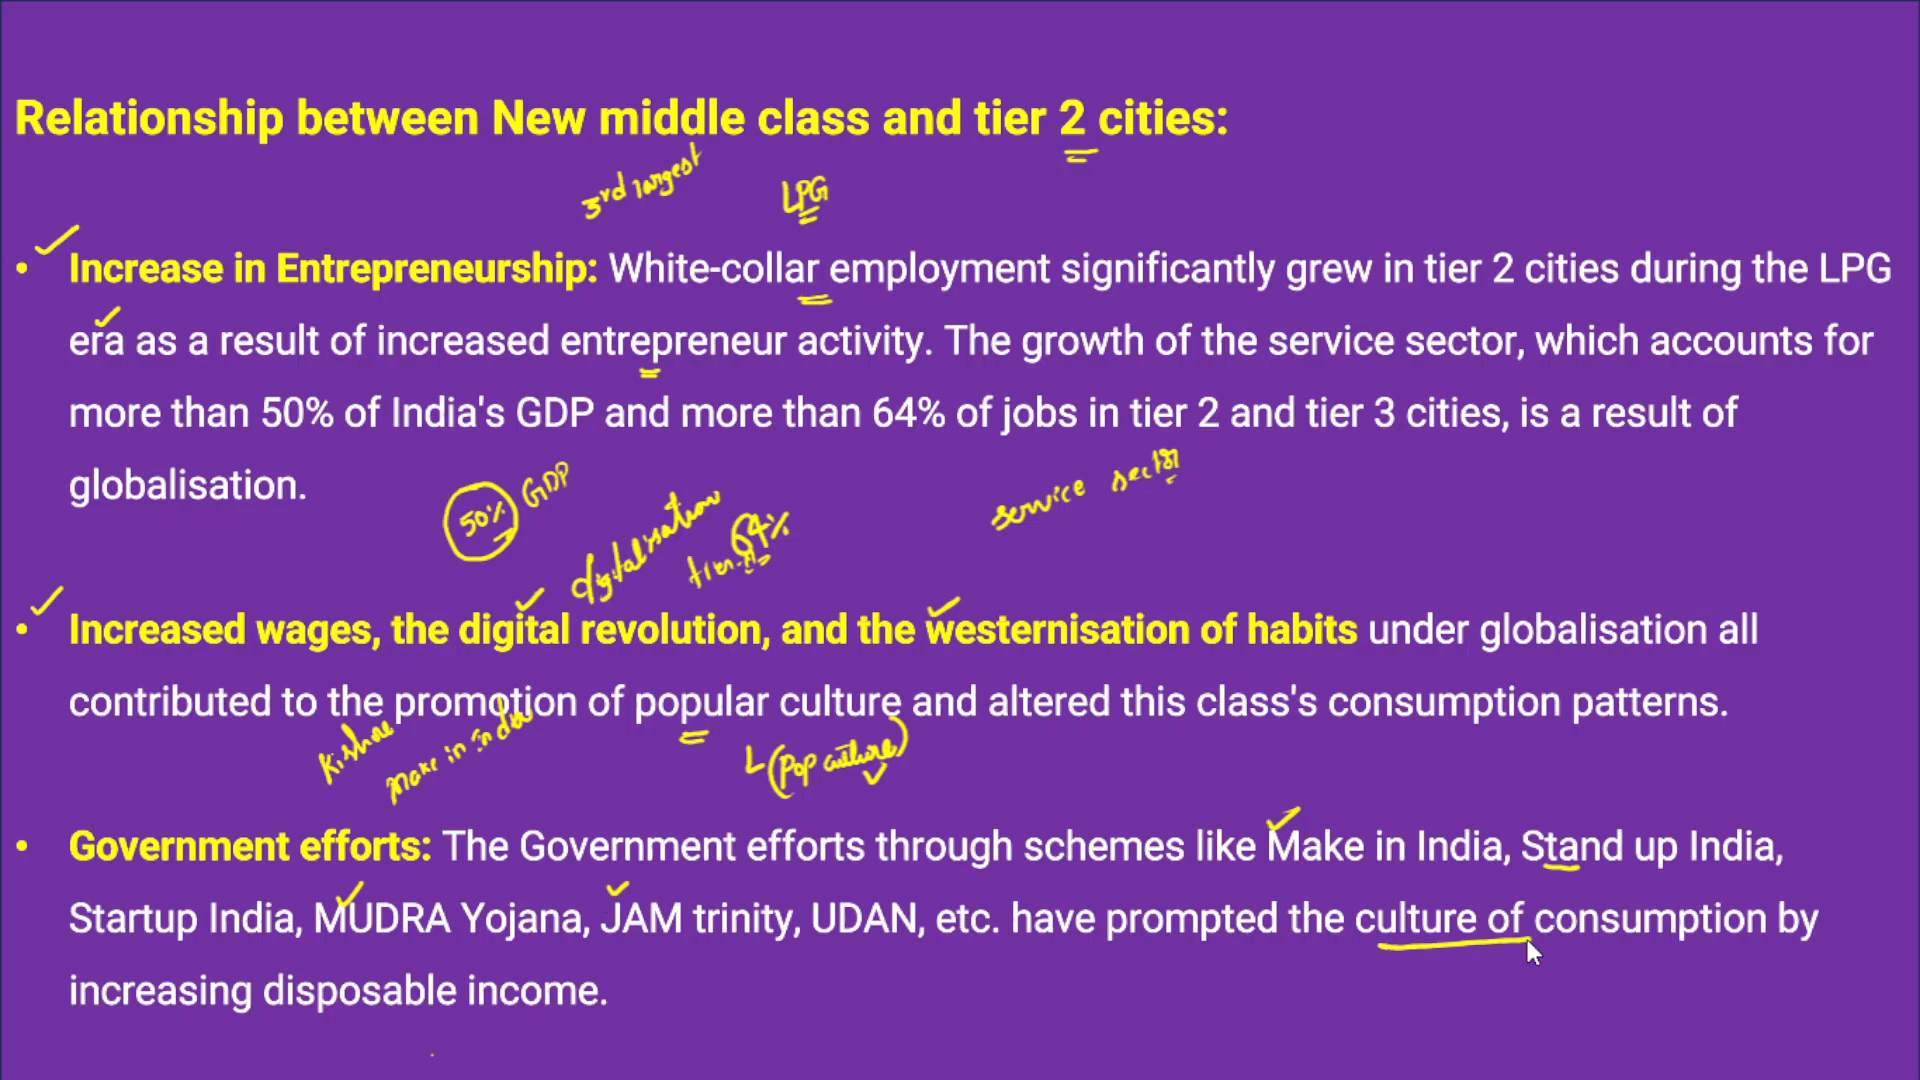 Relationship between New middle class and tier 2 cities:
3rd largest
LPG
• Increase in Entrepreneurship: White-collar employment significantly grew in tier 2 cities during the LPG
era as a result of increased entrepreneur activity. The growth of the service sector, which accounts for
more than 50% of India's GDP and more than 64% of jobs in tier 2 and tier 3 cities, is a result of
globalisation.
50% GDP
service sector
digitalisation
64%
• Increased wages, the digital revolution, and the westernisation of habits under globalisation all
contributed to the promotion of popular culture and altered this class's consumption patterns.
Kishore
make in india
(Pop culture)
• Government efforts: The Government efforts through schemes like Make in India, Stand up India,
Startup India, MUDRA Yojana, JAM trinity, UDAN, etc. have prompted the culture of consumption by
increasing disposable income.